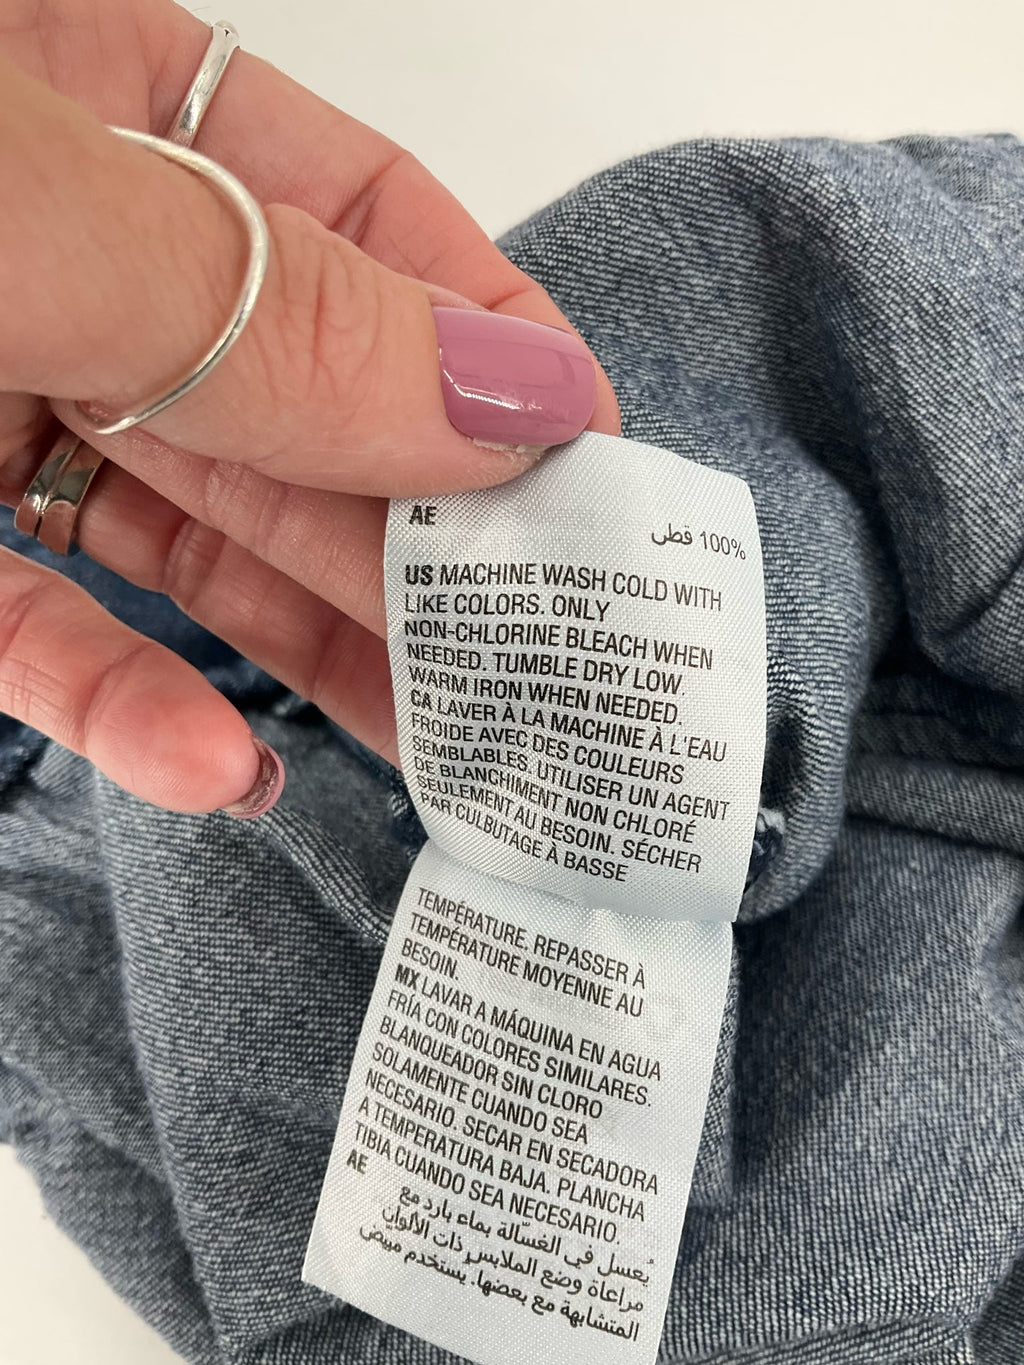 AE
100% قطن
US MACHINE WASH COLD WITH
LIKE COLORS. ONLY
NON-CHLORINE BLEACH WHEN
NEEDED. TUMBLE DRY LOW.
WARM IRON WHEN NEEDED.
CA LAVER À LA MACHINE À L'EAU
FROIDE AVEC DES COULEURS
SEMBLABLES. UTILISER UN AGENT
DE BLANCHIMENT NON CHLORÉ
SEULEMENT AU BESOIN. SÉCHER
PAR CULBUTAGE À BASSE
TEMPÉRATURE. REPASSER À
TEMPÉRATURE MOYENNE AU
BESOIN.
MX LAVAR A MÁQUINA EN AGUA
FRÍA CON COLORES SIMILARES.
BLANQUEADOR SIN CLORO
SOLAMENTE CUANDO SEA
NECESARIO. SECAR EN SECADORA
A TEMPERATURA BAJA. PLANCHA
TIBIA CUANDO SEA NECESARIO.
AE
يُغسل في الغسّالة بماء بارد مع
مراعاة وضع الملابس ذات الألوان
المتشابهة مع بعضها. يستخدم مبيض